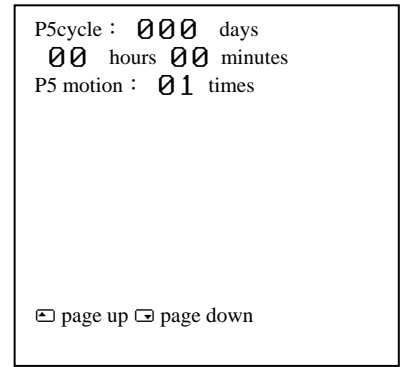 P5cycle： 000 days
00 hours 00 minutes
P5 motion： 01 times
page up page down